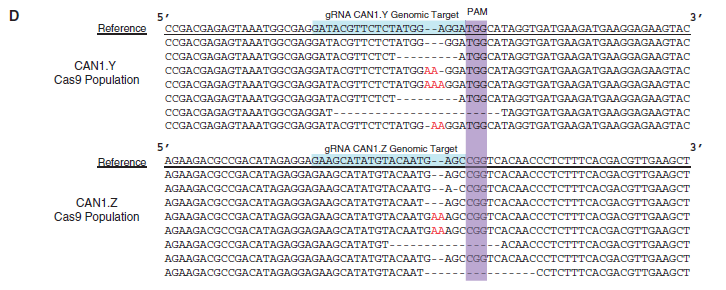 D
gRNA CAN1.Y Genomic Target PAM
5′ 3′
Reference CCGACGAGAGTAAATGGCGAGGATACGTTCTCTATGG--AGGATGGCATAGGTGATGAAGATGAAGGAGAAGTAC
CCGACGAGAGTAAATGGCGAGGATACGTTCTCTATGG---GGATGGCATAGGTGATGAAGATGAAGGAGAAGTAC
CCGACGAGAGTAAATGGCGAGGATACGTTCTCT---------ATGGCATAGGTGATGAAGATGAAGGAGAAGTAC
CAN1.Y CCGACGAGAGTAAATGGCGAGGATACGTTCTCTATGGAA-GGATGGCATAGGTGATGAAGATGAAGGAGAAGTAC
Cas9 Population CCGACGAGAGTAAATGGCGAGGATACGTTCTCTATGGAAAGGATGGCATAGGTGATGAAGATGAAGGAGAAGTAC
CCGACGAGAGTAAATGGCGAGGATACGTTCTCT---------ATGGCATAGGTGATGAAGATGAAGGAGAAGTAC
CCGACGAGAGTAAATGGCGAGGAT------------------------TAGGTGATGAAGATGAAGGAGAAGTAC
CCGACGAGAGTAAATGGCGAGGATACGTTCTCTATGG-AAGGATGGCATAGGTGATGAAGATGAAGGAGAAGTAC
5′ gRNA CAN1.Z Genomic Target 3′
Reference AGAAGACGCCGACATAGAGGAGAAGCATATGTACAATG--AGCCGGTCACAACCCTCTTTCACGACGTTGAAGCT
AGAAGACGCCGACATAGAGGAGAAGCATATGTACAATG--AGCCGGTCACAACCCTCTTTCACGACGTTGAAGCT
AGAAGACGCCGACATAGAGGAGAAGCATATGTACAATG--A-CCGGTCACAACCCTCTTTCACGACGTTGAAGCT
CAN1.Z AGAAGACGCCGACATAGAGGAGAAGCATATGTACAAT---AGCCGGTCACAACCCTCTTTCACGACGTTGAAGCT
Cas9 Population AGAAGACGCCGACATAGAGGAGAAGCATATGTACAATGAAAGCCGGTCACAACCCTCTTTCACGACGTTGAAGCT
AGAAGACGCCGACATAGAGGAGAAGCATATGTACAATGAAAGCCGGTCACAACCCTCTTTCACGACGTTGAAGCT
AGAAGACGCCGACATAGAGGAGAAGCATATGT----------------ACAACCCTCTTTCACGACGTTGAAGCT
AGAAGACGCCGACATAGAGGAGAAGCATATGTACAATG--AGCCGGTCACAACCCTCTTTCACGACGTTGAAGCT
AGAAGACGCCGACATAGAGGAGAAGCATATGTACAAT----------------CCTCTTTCACGACGTTGAAGCT